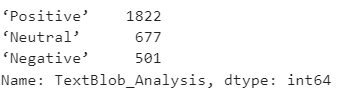 ‘Positive’ 1822
‘Neutral’ 677
‘Negative’ 501
Name: TextBlob_Analysis, dtype: int64